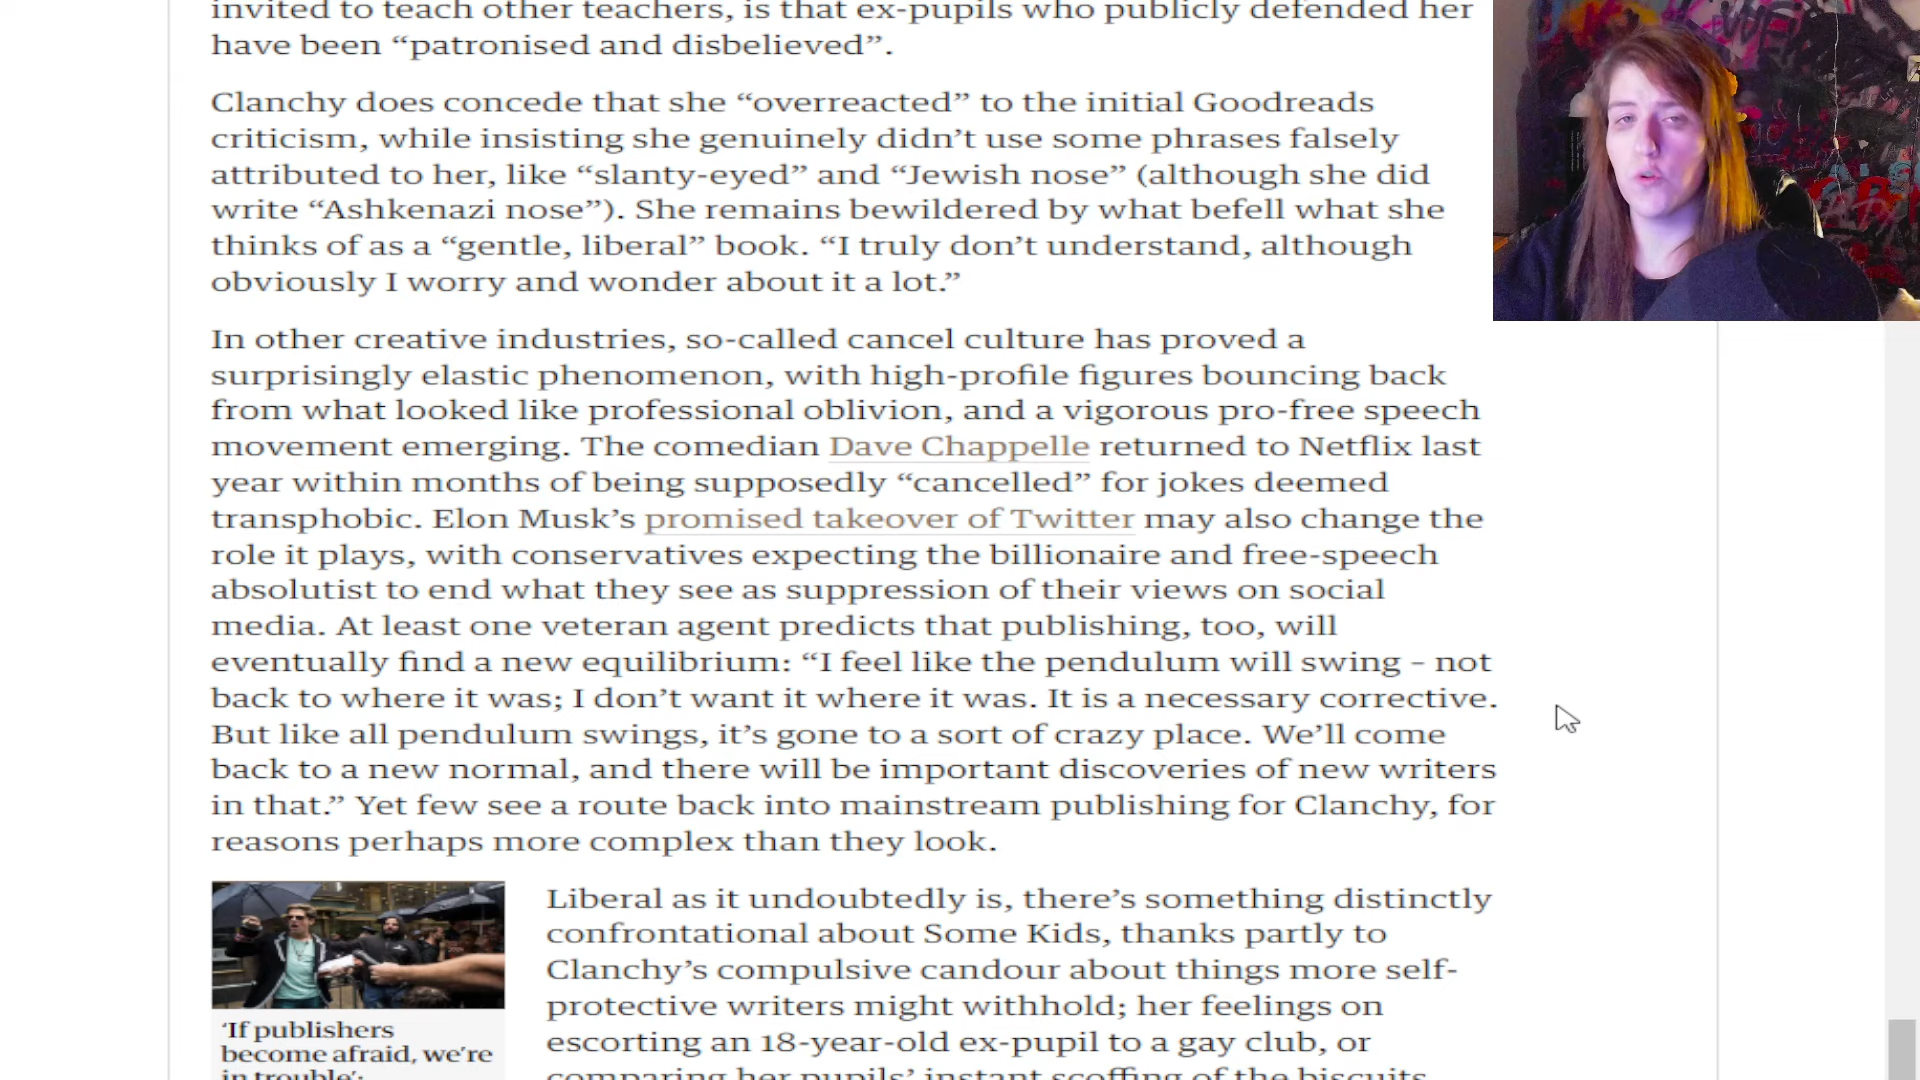 invited to teach other teachers, is that ex-pupils who publicly defended her
have been “patronised and disbelieved”.
Clanchy does concede that she “overreacted” to the initial Goodreads
criticism, while insisting she genuinely didn’t use some phrases falsely
attributed to her, like “slanty-eyed” and “Jewish nose” (although she did
write “Ashkenazi nose”). She remains bewildered by what befell what she
thinks of as a “gentle, liberal” book. “I truly don’t understand, although
obviously I worry and wonder about it a lot.”
In other creative industries, so-called cancel culture has proved a
surprisingly elastic phenomenon, with high-profile figures bouncing back
from what looked like professional oblivion, and a vigorous pro-free speech
movement emerging. The comedian Dave Chappelle returned to Netflix last
year within months of being supposedly “cancelled” for jokes deemed
transphobic. Elon Musk’s promised takeover of Twitter may also change the
role it plays, with conservatives expecting the billionaire and free-speech
absolutist to end what they see as suppression of their views on social
media. At least one veteran agent predicts that publishing, too, will
eventually find a new equilibrium: “I feel like the pendulum will swing – not
back to where it was; I don’t want it where it was. It is a necessary corrective.
But like all pendulum swings, it’s gone to a sort of crazy place. We’ll come
back to a new normal, and there will be important discoveries of new writers
in that.” Yet few see a route back into mainstream publishing for Clanchy, for
reasons perhaps more complex than they look.
Liberal as it undoubtedly is, there’s something distinctly
confrontational about Some Kids, thanks partly to
Clanchy’s compulsive candour about things more self-
protective writers might withhold; her feelings on
escorting an 18-year-old ex-pupil to a gay club, or
comparing her pupils’ instant scoffing of the biscuits
‘If publishers
become afraid, we’re
in trouble’: